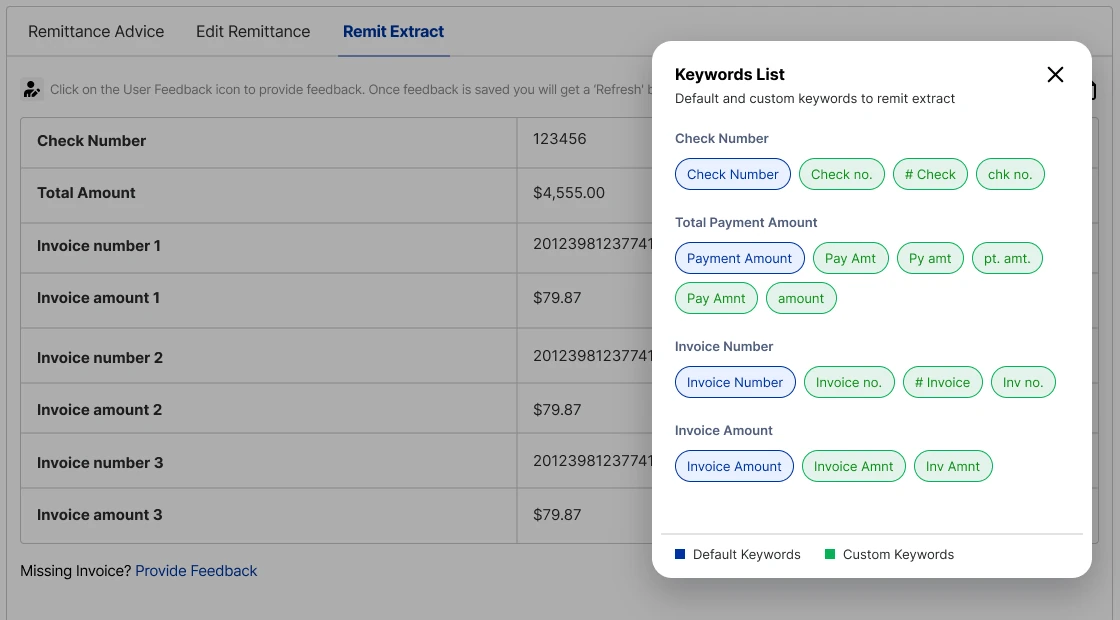 Remittance Advice Edit Remittance Remit Extract
Click on the User Feedback icon to provide feedback. Once feedback is saved you will get a 'Refresh'
Check Number 123456
Total Amount $4,555.00
Invoice number 1 20123981237741
Invoice amount 1 $79.87
Invoice number 2 20123981237741
Invoice amount 2 $79.87
Invoice number 3 20123981237741
Invoice amount 3 $79.87
Missing Invoice? Provide Feedback
Keywords List
Default and custom keywords to remit extract
Check Number
Check Number Check no. # Check chk no.
Total Payment Amount
Payment Amount Pay Amt Py amt pt. amt.
Pay Amnt amount
Invoice Number
Invoice Number Invoice no. # Invoice Inv no.
Invoice Amount
Invoice Amount Invoice Amnt Inv Amnt
Default Keywords Custom Keywords